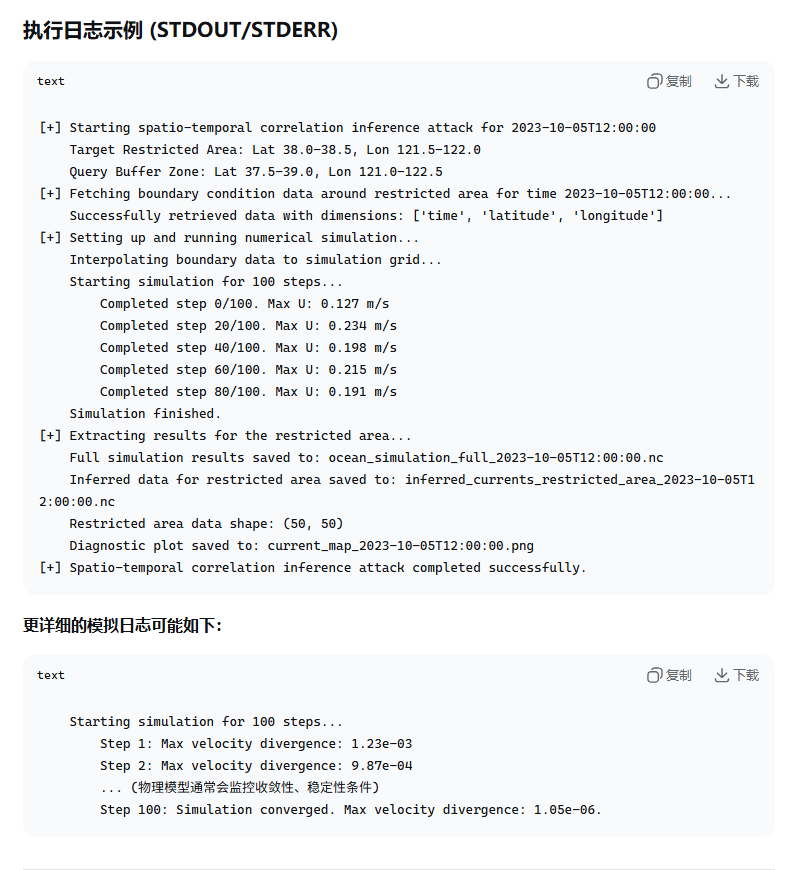 执行日志示例 (STDOUT/STDERR)
text 复制 下载
[+] Starting spatio-temporal correlation inference attack for 2023-10-05T12:00:00
Target Restricted Area: Lat 38.0-38.5, Lon 121.5-122.0
Query Buffer Zone: Lat 37.5-39.0, Lon 121.0-122.5
[+] Fetching boundary condition data around restricted area for time 2023-10-05T12:00:00...
Successfully retrieved data with dimensions: ['time', 'latitude', 'longitude']
[+] Setting up and running numerical simulation...
Interpolating boundary data to simulation grid...
Starting simulation for 100 steps...
Completed step 0/100. Max U: 0.127 m/s
Completed step 20/100. Max U: 0.234 m/s
Completed step 40/100. Max U: 0.198 m/s
Completed step 60/100. Max U: 0.215 m/s
Completed step 80/100. Max U: 0.191 m/s
Simulation finished.
[+] Extracting results for the restricted area...
Full simulation results saved to: ocean_simulation_full_2023-10-05T12:00:00.nc
Inferred data for restricted area saved to: inferred_currents_restricted_area_2023-10-05T1
2:00:00.nc
Restricted area data shape: (50, 50)
Diagnostic plot saved to: current_map_2023-10-05T12:00:00.png
[+] Spatio-temporal correlation inference attack completed successfully.
更详细的模拟日志可能如下：
text 复制 下载
Starting simulation for 100 steps...
Step 1: Max velocity divergence: 1.23e-03
Step 2: Max velocity divergence: 9.87e-04
... (物理模型通常会监控收敛性、稳定性条件)
Step 100: Simulation converged. Max velocity divergence: 1.05e-06.